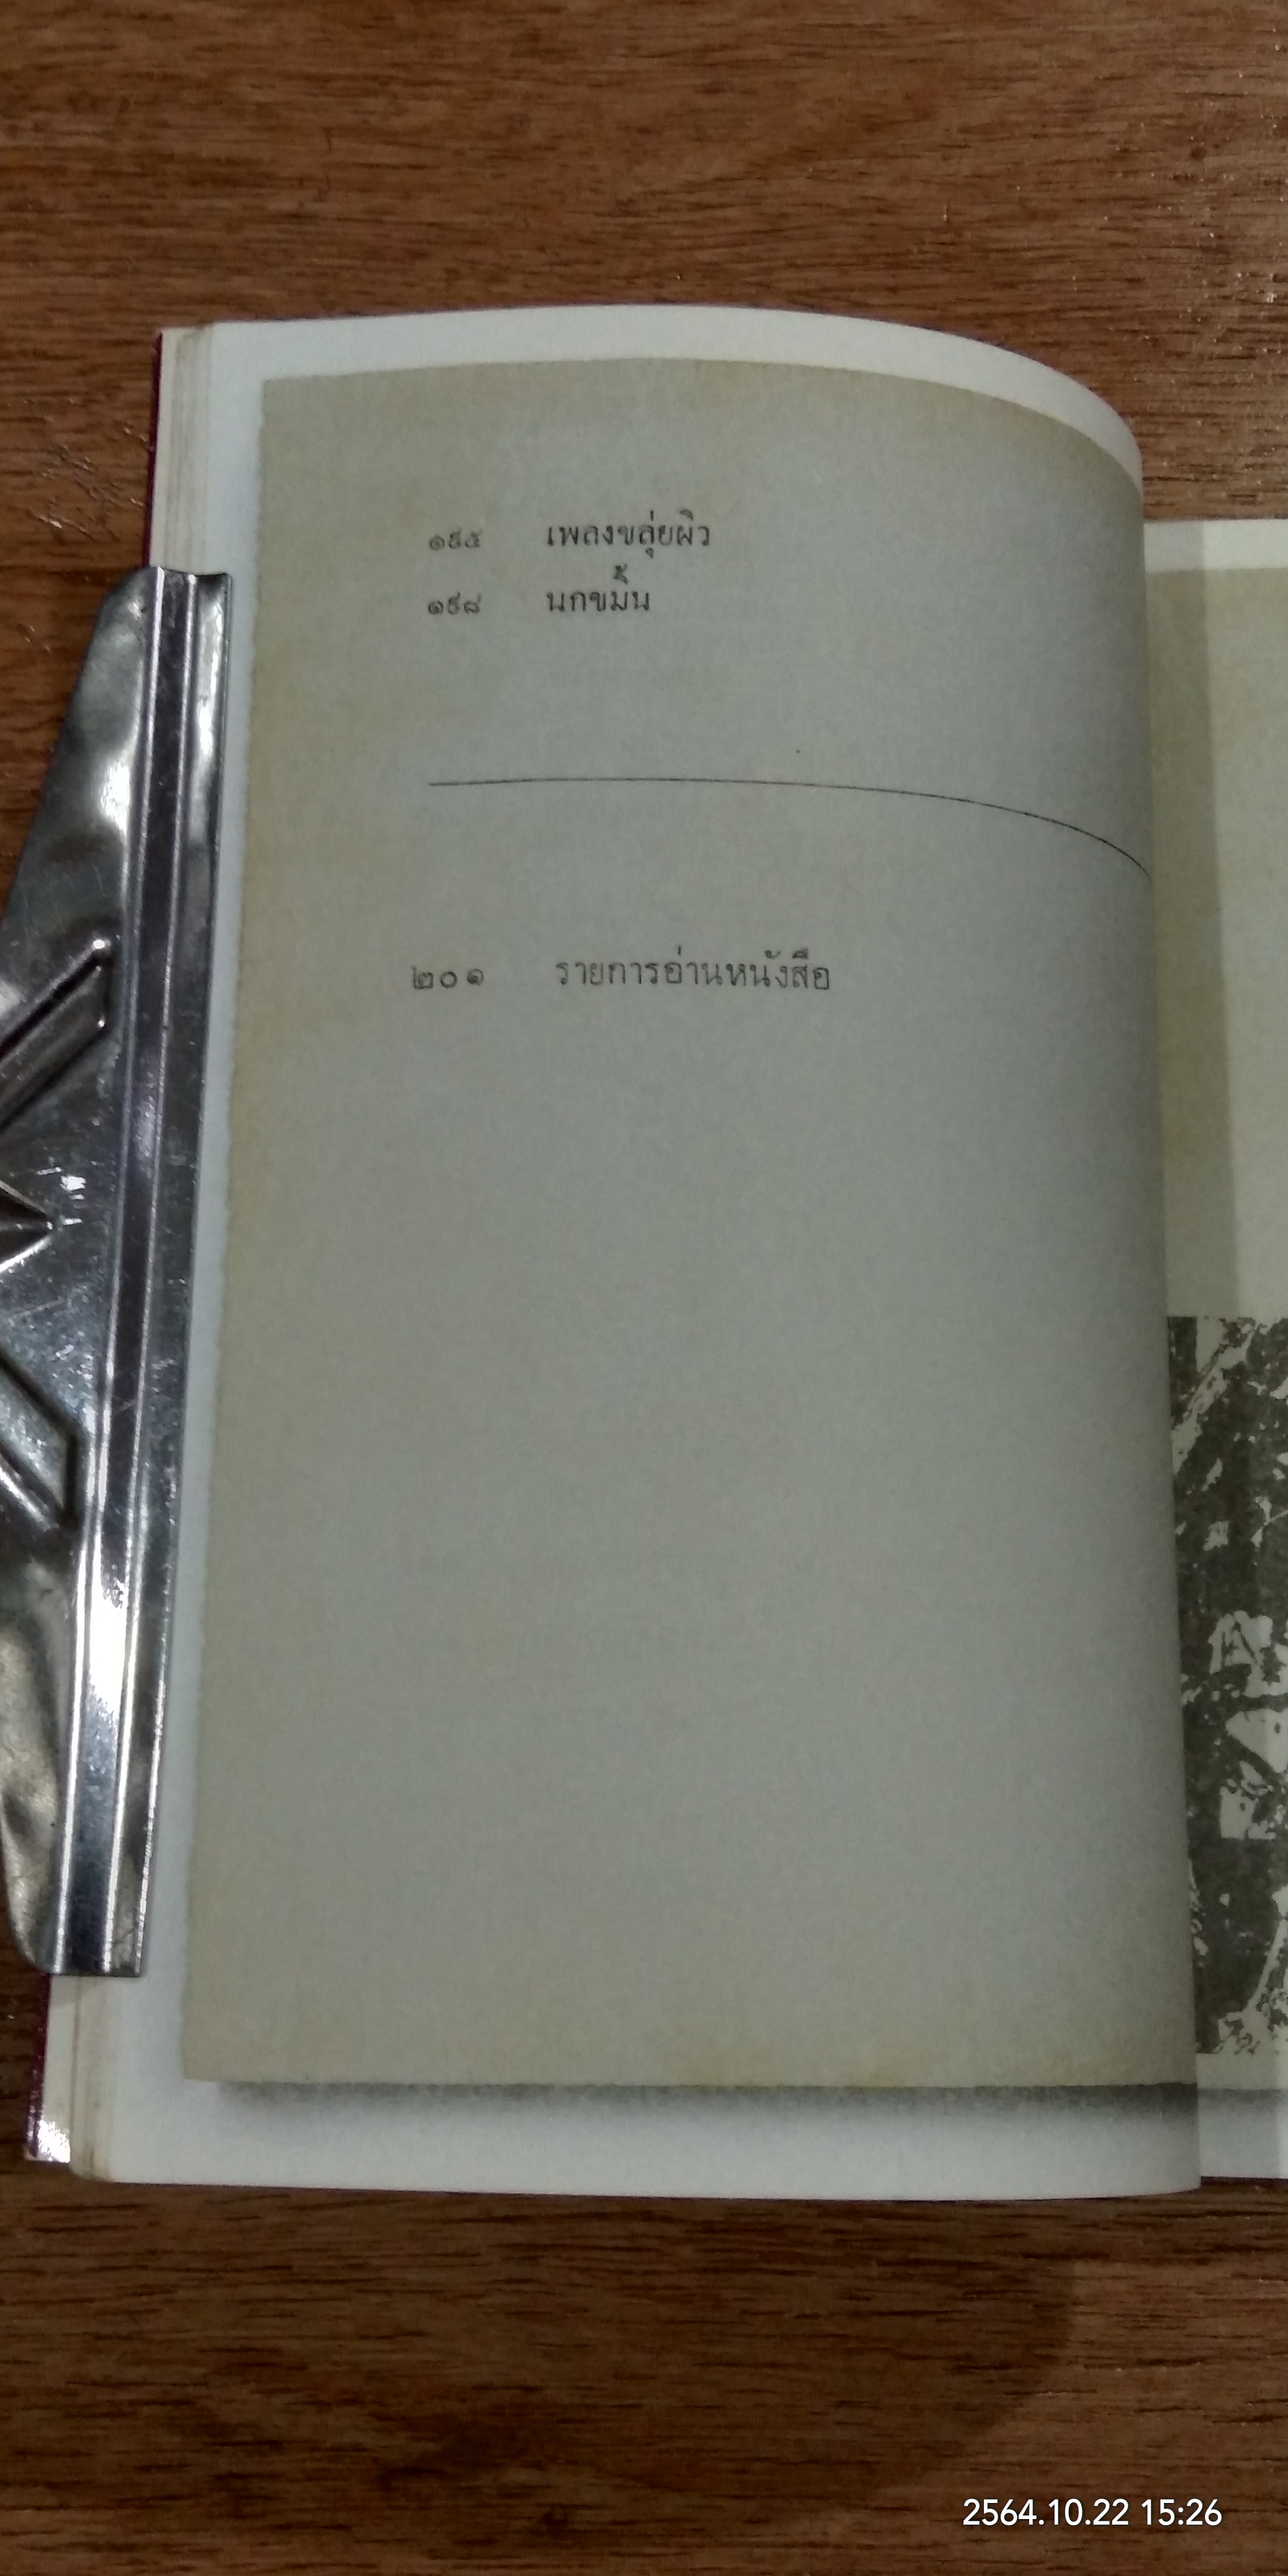 ๑๙๕ เพลงขลุ่ยผิว
๑๙๘ นกขมิ้น
๒๐๑ รายการอ่านหนังสือ
2564.10.22 15:26